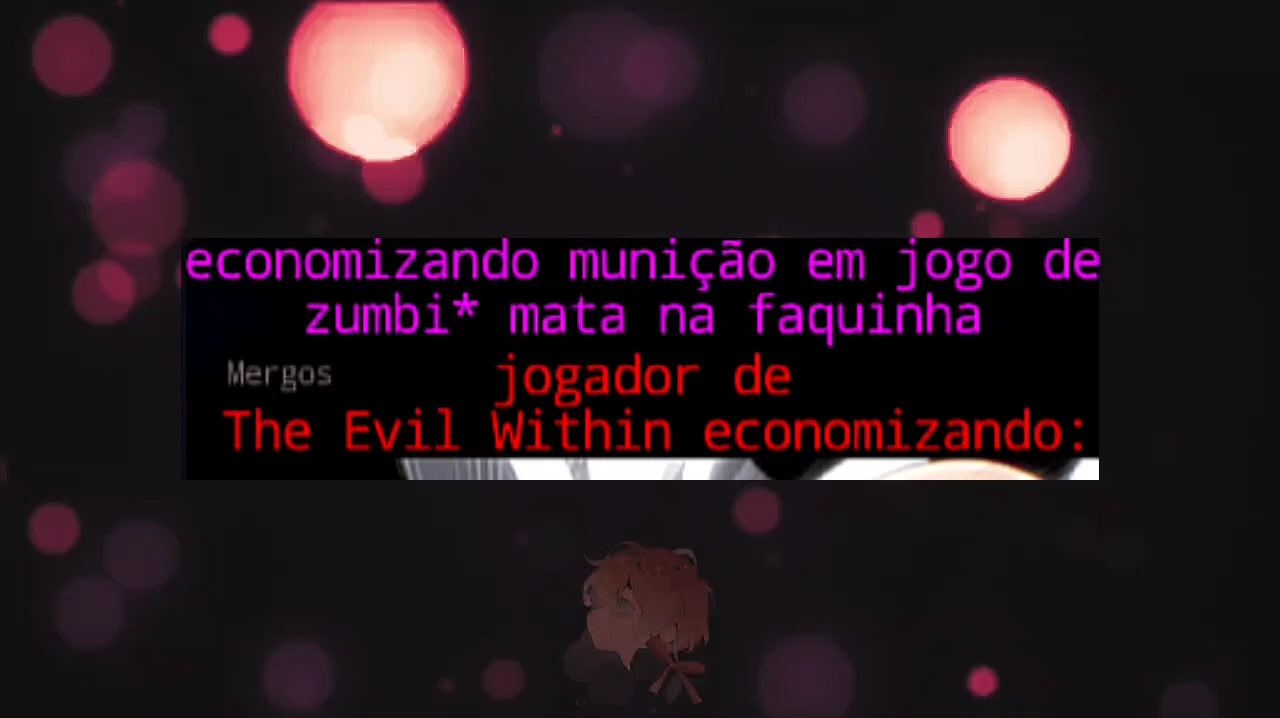 economizando munição em jogo de
zumbi* mata na faquinha
Mergos
jogador de
The Evil Within economizando: